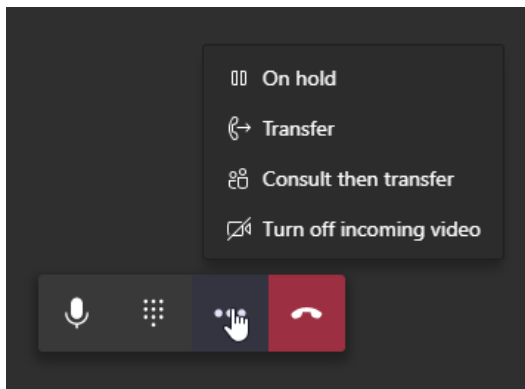 On hold
Transfer
Consult then transfer
Turn off incoming video